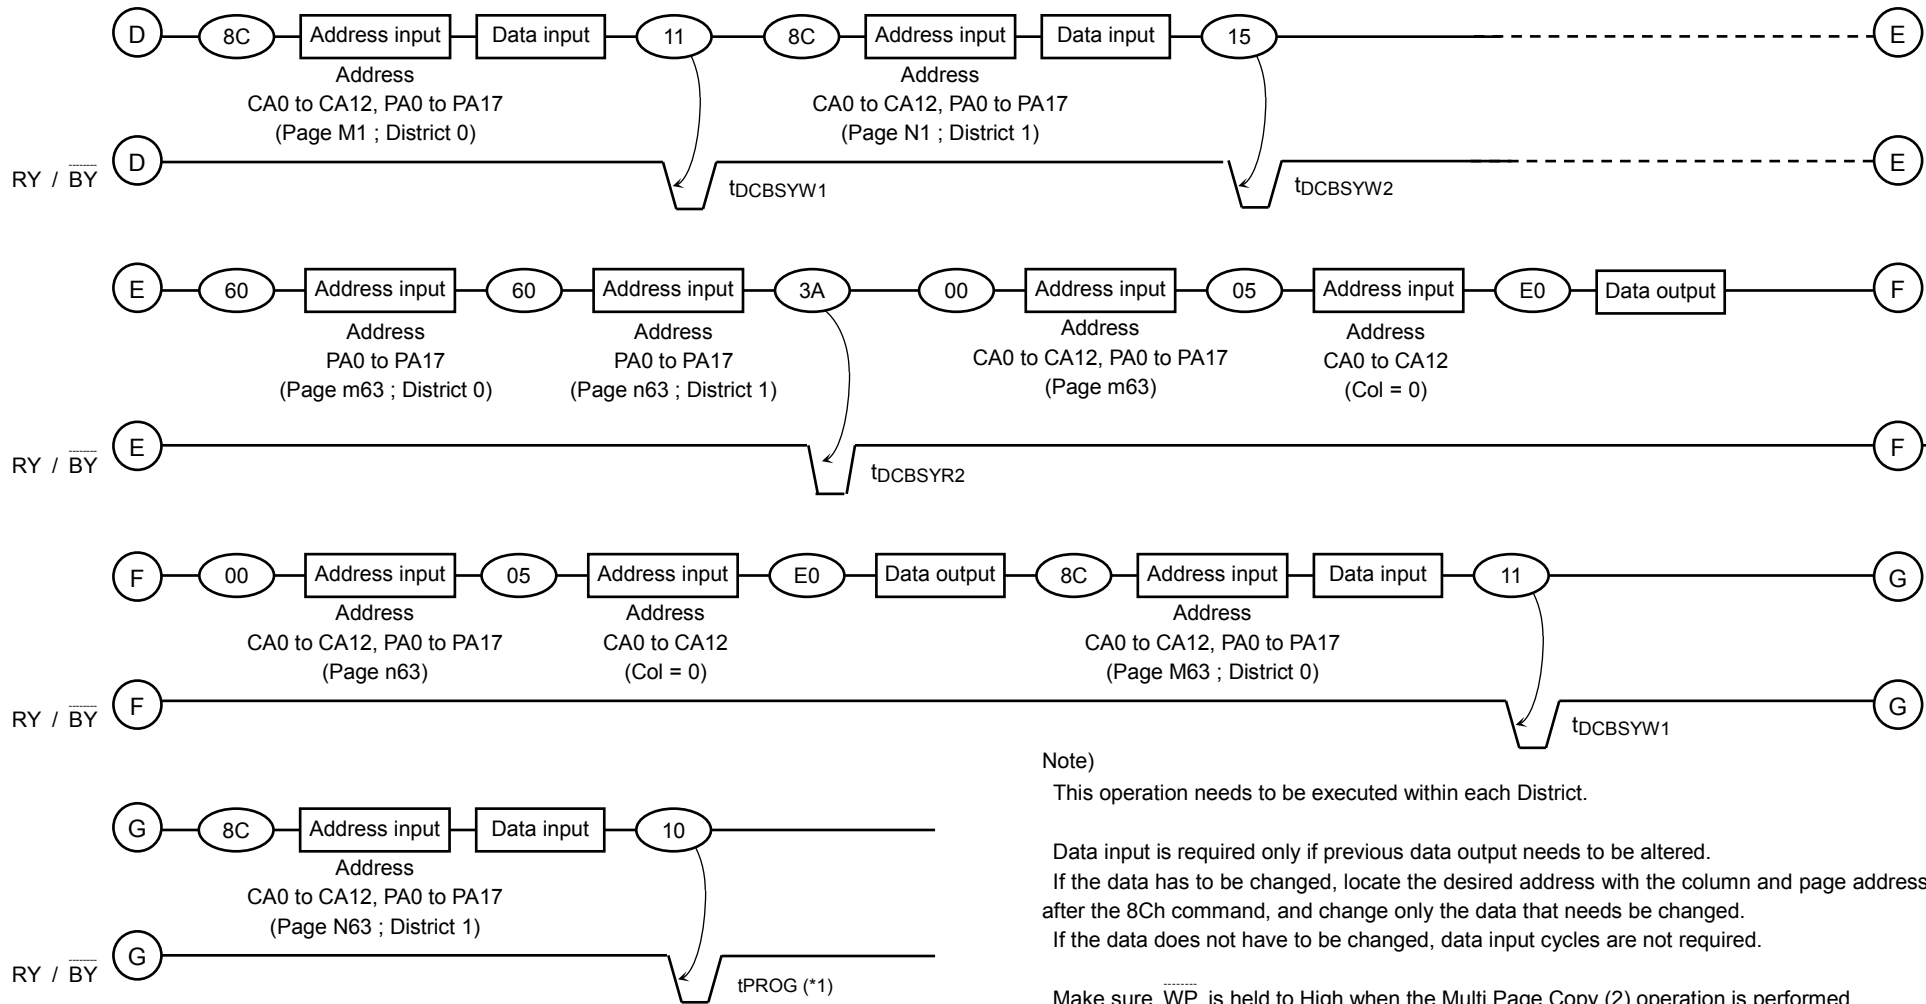 D 8C Address input Data input 11 8C Address input Data input 15 E
Address Address
CA0 to CA12, PA0 to PA17 CA0 to CA12, PA0 to PA17
(Page M1 ; District 0) (Page N1 ; District 1)
RY / BY D E
tDCBSYW1 tDCBSYW2
E 60 Address input 60 Address input 3A 00 Address input 05 Address input E0 Data output F
Address Address Address Address
PA0 to PA17 PA0 to PA17 CA0 to CA12, PA0 to PA17 CA0 to CA12
(Page m63 ; District 0) (Page n63 ; District 1) (Page m63) (Col = 0)
RY / BY E F
tDCBSYR2
F 00 Address input 05 Address input E0 Data output 8C Address input Data input 11 G
Address Address Address
CA0 to CA12, PA0 to PA17 CA0 to CA12 CA0 to CA12, PA0 to PA17
(Page n63) (Col = 0) (Page M63 ; District 0)
RY / BY F G
tDCBSYW1
G 8C Address input Data input 10
Address
CA0 to CA12, PA0 to PA17
(Page N63 ; District 1)
RY / BY G
tPROG (*1)
Note)
This operation needs to be executed within each District.
Data input is required only if previous data output needs to be altered.
If the data has to be changed, locate the desired address with the column and page address
after the 8Ch command, and change only the data that needs be changed.
If the data does not have to be changed, data input cycles are not required.
Make sure WP is held to High when the Multi Page Copy (2) operation is performed